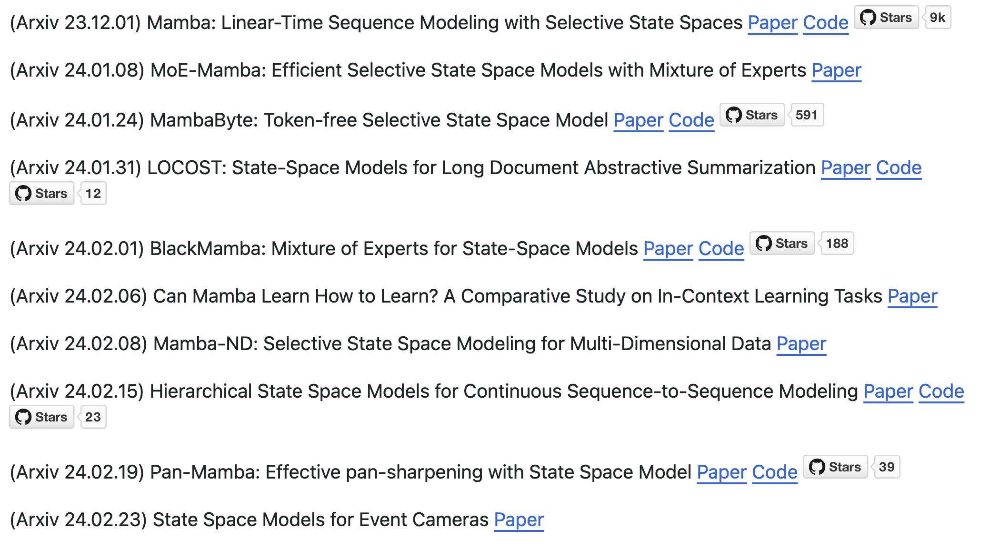 (Arxiv 23.12.01) Mamba: Linear-Time Sequence Modeling with Selective State Spaces Paper Code Stars 9k
(Arxiv 24.01.08) MoE-Mamba: Efficient Selective State Space Models with Mixture of Experts Paper
(Arxiv 24.01.24) MambaByte: Token-free Selective State Space Model Paper Code Stars 591
(Arxiv 24.01.31) LOCOST: State-Space Models for Long Document Abstractive Summarization Paper Code
Stars 12
(Arxiv 24.02.01) BlackMamba: Mixture of Experts for State-Space Models Paper Code Stars 188
(Arxiv 24.02.06) Can Mamba Learn How to Learn? A Comparative Study on In-Context Learning Tasks Paper
(Arxiv 24.02.08) Mamba-ND: Selective State Space Modeling for Multi-Dimensional Data Paper
(Arxiv 24.02.15) Hierarchical State Space Models for Continuous Sequence-to-Sequence Modeling Paper Code
Stars 23
(Arxiv 24.02.19) Pan-Mamba: Effective pan-sharpening with State Space Model Paper Code Stars 39
(Arxiv 24.02.23) State Space Models for Event Cameras Paper